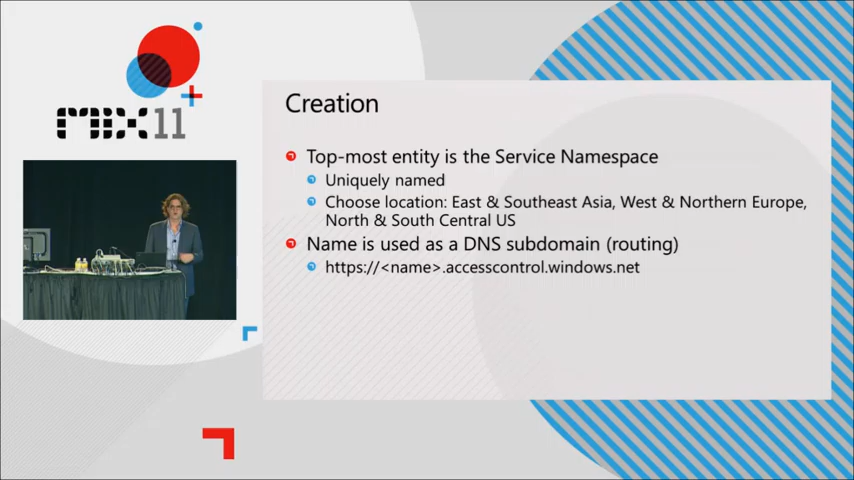 MIX11
Creation
Top-most entity is the Service Namespace
Uniquely named
Choose location: East & Southeast Asia, West & Northern Europe,
North & South Central US
Name is used as a DNS subdomain (routing)
https://<name>.accesscontrol.windows.net